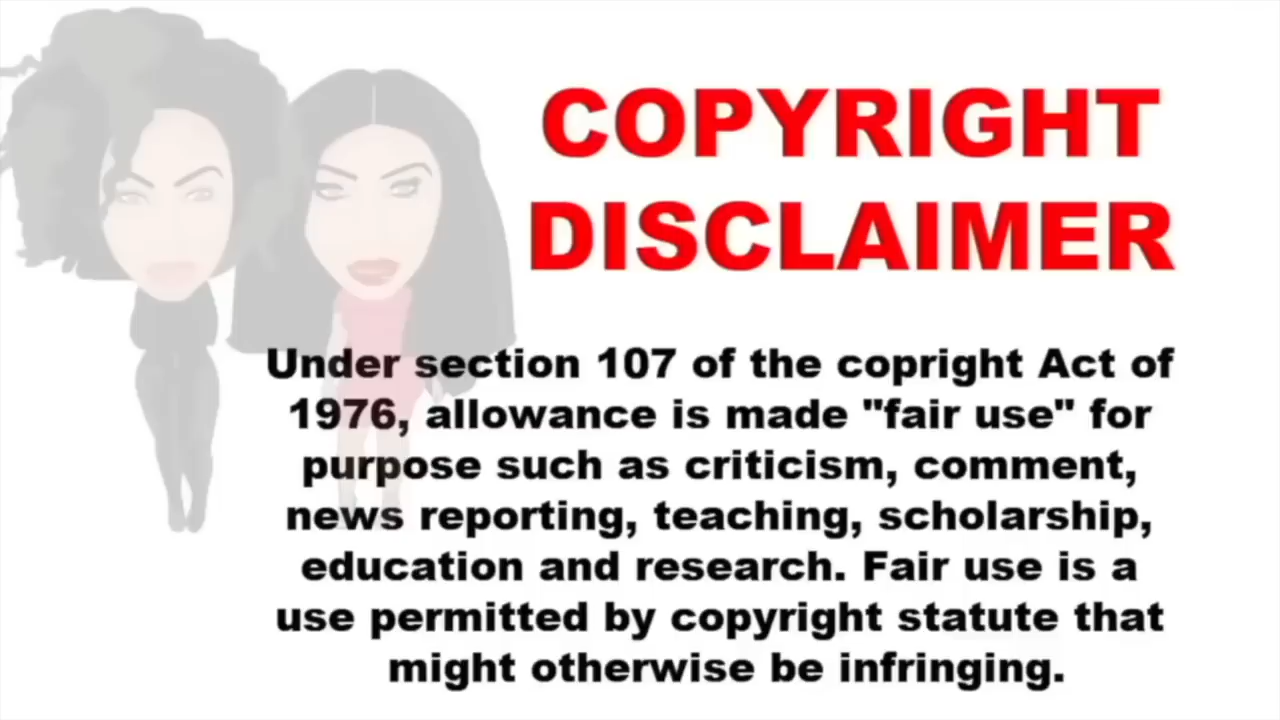 COPYRIGHT
DISCLAIMER
Under section 107 of the copright Act of
1976, allowance is made "fair use" for
purpose such as criticism, comment,
news reporting, teaching, scholarship,
education and research. Fair use is a
use permitted by copyright statute that
might otherwise be infringing.